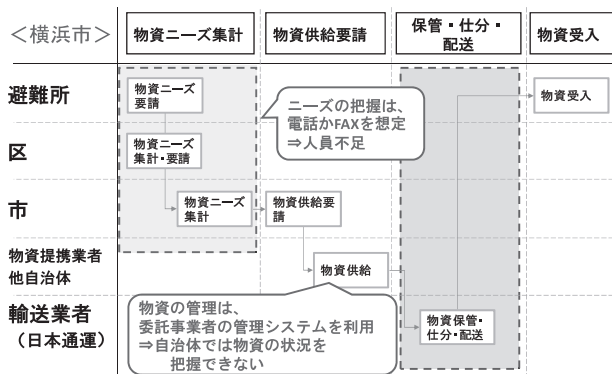 <横浜市>
物資ニーズ集計
物資供給要請
保管・仕分・
配送
物資受入
避難所
物資ニーズ
要請
ニーズの把握は、
電話かFAXを想定
⇒人員不足
物資受入
区
物資ニーズ
集計・要請
市
物資ニーズ
集計
物資供給要
請
物資提携業者
他自治体
物資供給
輸送業者
（日本通運）
物資の管理は、
委託事業者の管理システムを利用
⇒自治体では物資の状況を
把握できない
物資保管・
仕分・配送